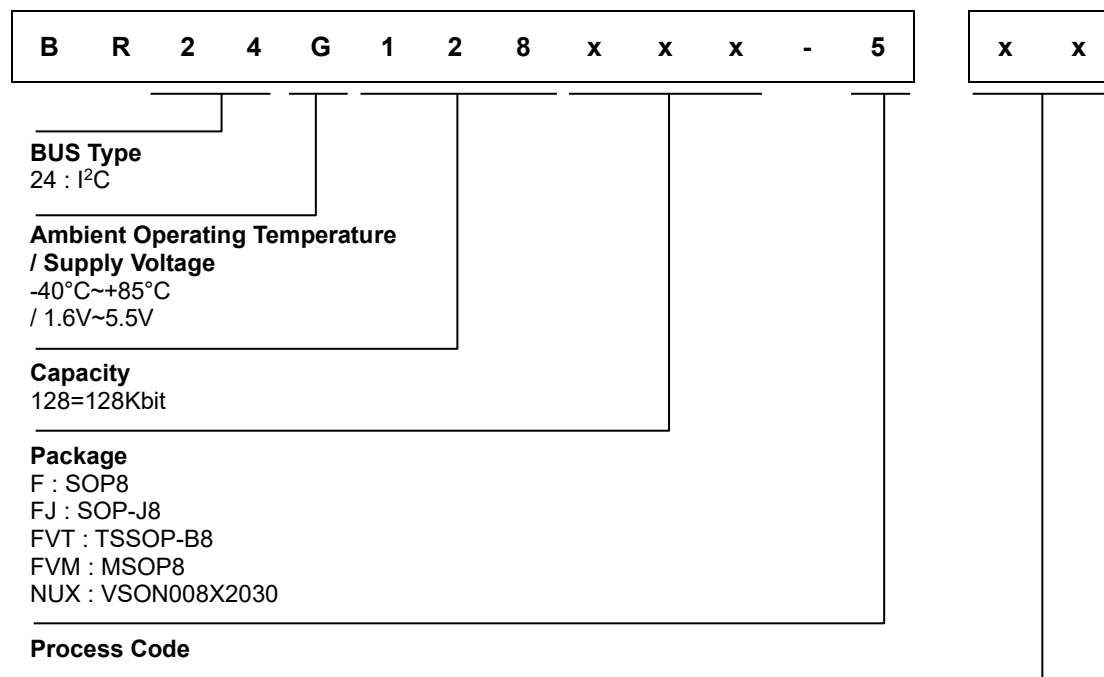 B R 2 4 G 1 2 8 x x x - 5 x x
BUS Type
24 : I²C
Ambient Operating Temperature
/ Supply Voltage
-40°C~+85°C
/ 1.6V~5.5V
Capacity
128=128Kbit
Package
F : SOP8
FJ : SOP-J8
FVT : TSSOP-B8
FVM : MSOP8
NUX : VSON008X2030
Process Code